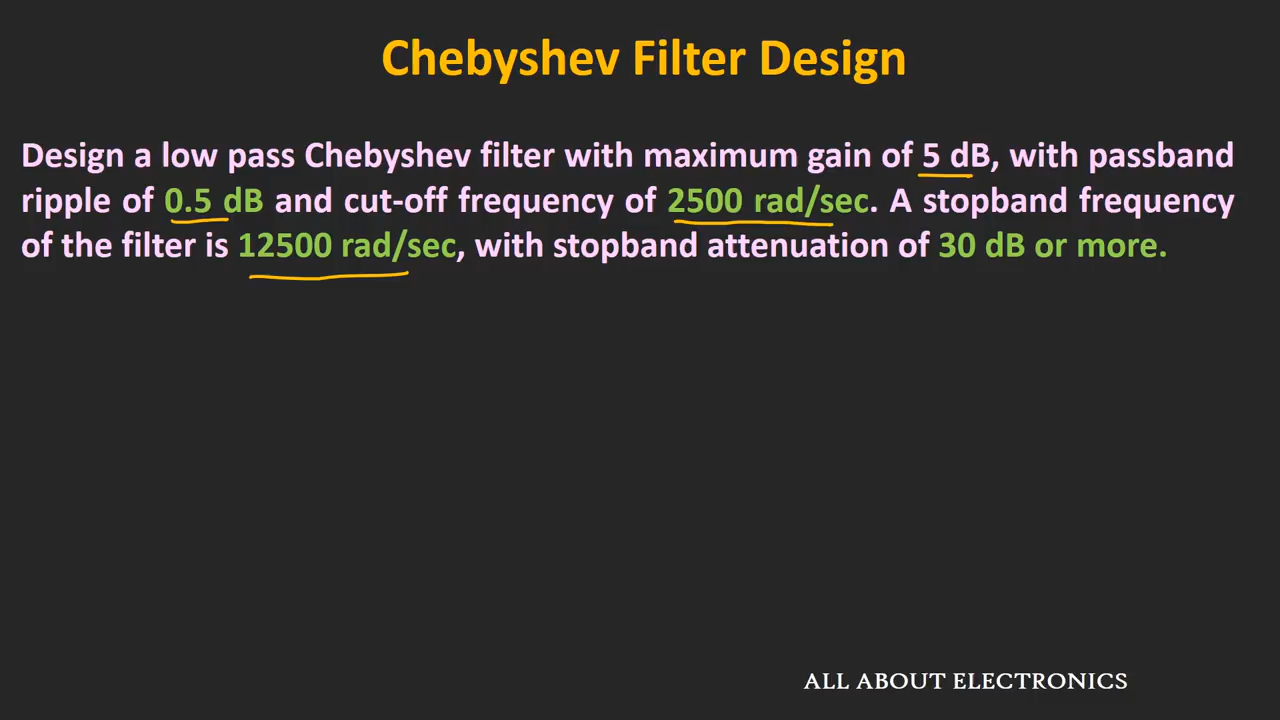 Chebyshev Filter Design
Design a low pass Chebyshev filter with maximum gain of 5 dB, with passband
ripple of 0.5 dB and cut-off frequency of 2500 rad/sec. A stopband frequency
of the filter is 12500 rad/sec, with stopband attenuation of 30 dB or more.
ALL ABOUT ELECTRONICS